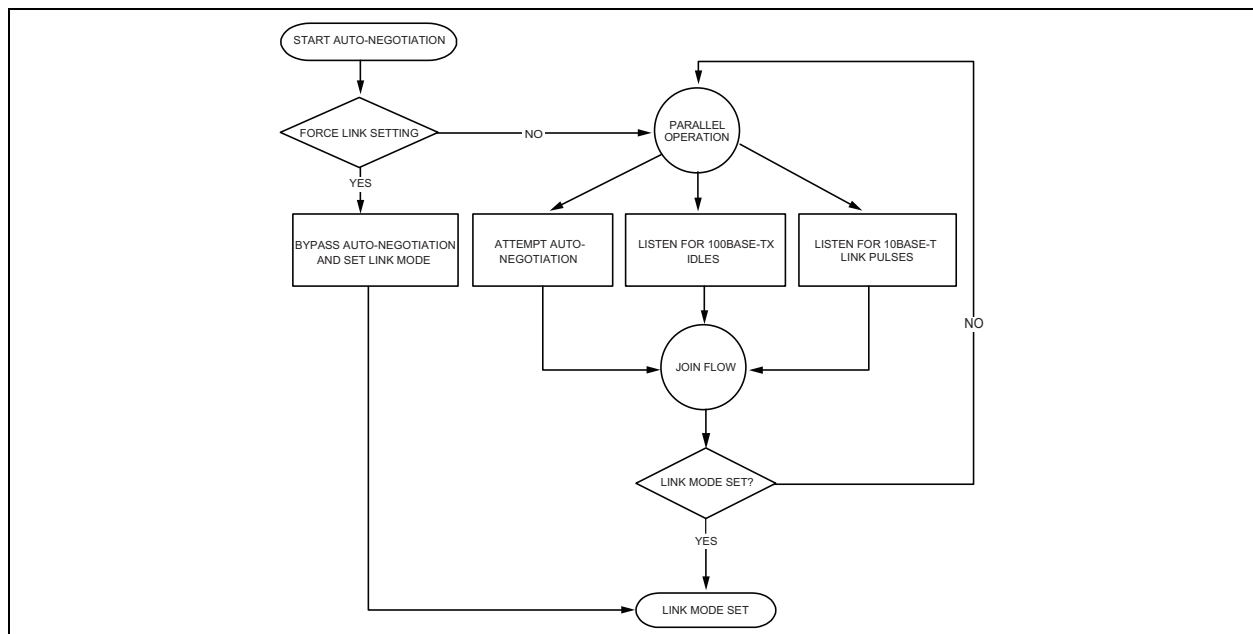 START AUTO-NEGOTIATION
FORCE LINK SETTING
NO
PARALLEL
OPERATION
YES
BYPASS AUTO-NEGOTIATION
AND SET LINK MODE
ATTEMPT AUTO-
NEGOTIATION
LISTEN FOR 100BASE-TX
IDLES
LISTEN FOR 10BASE-T
LINK PULSES
NO
JOIN FLOW
LINK MODE SET?
YES
LINK MODE SET